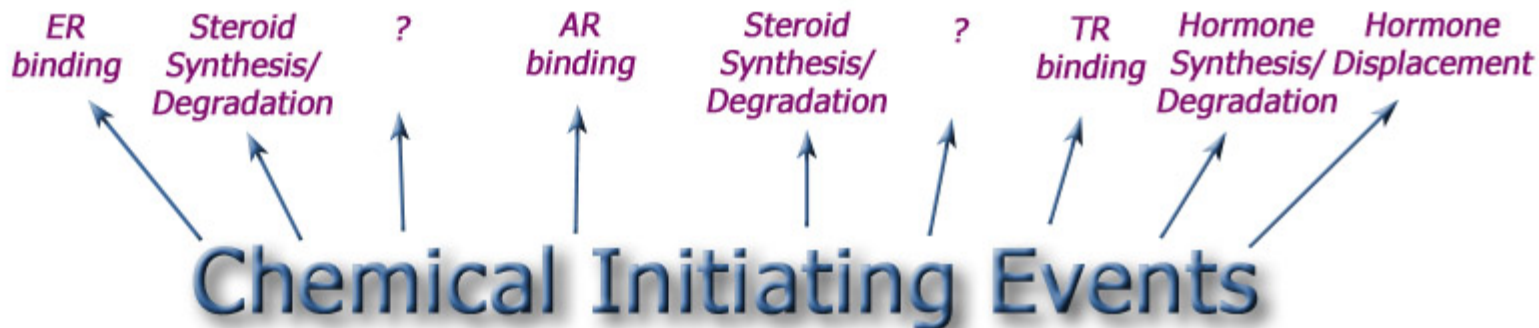 ER
binding
Steroid
Synthesis/
Degradation
?
AR
binding
Steroid
Synthesis/
Degradation
?
TR
binding
Hormone
Synthesis/
Degradation
Hormone
Displacement
Chemical Initiating Events